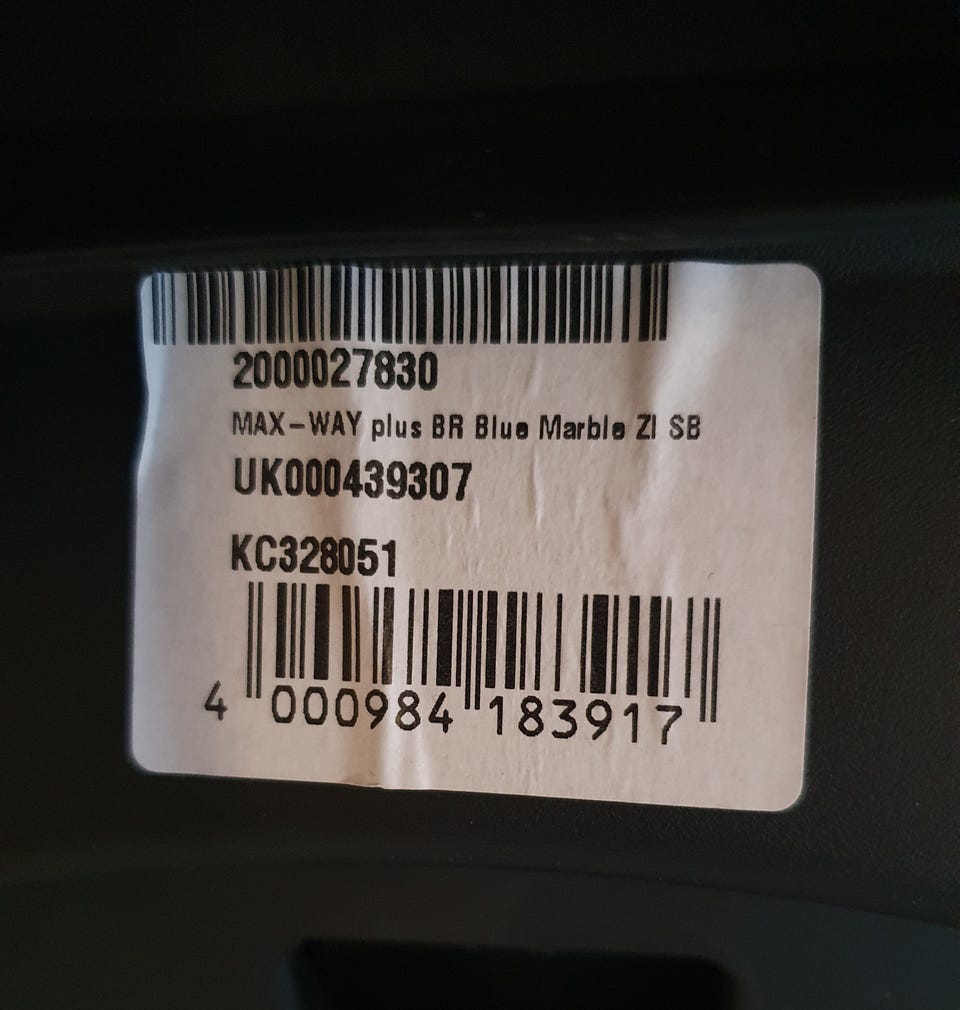 2000027830
MAX-WAY plus BR Blue Marble ZI SB
UK000439307
KC328051
4 000984 183917